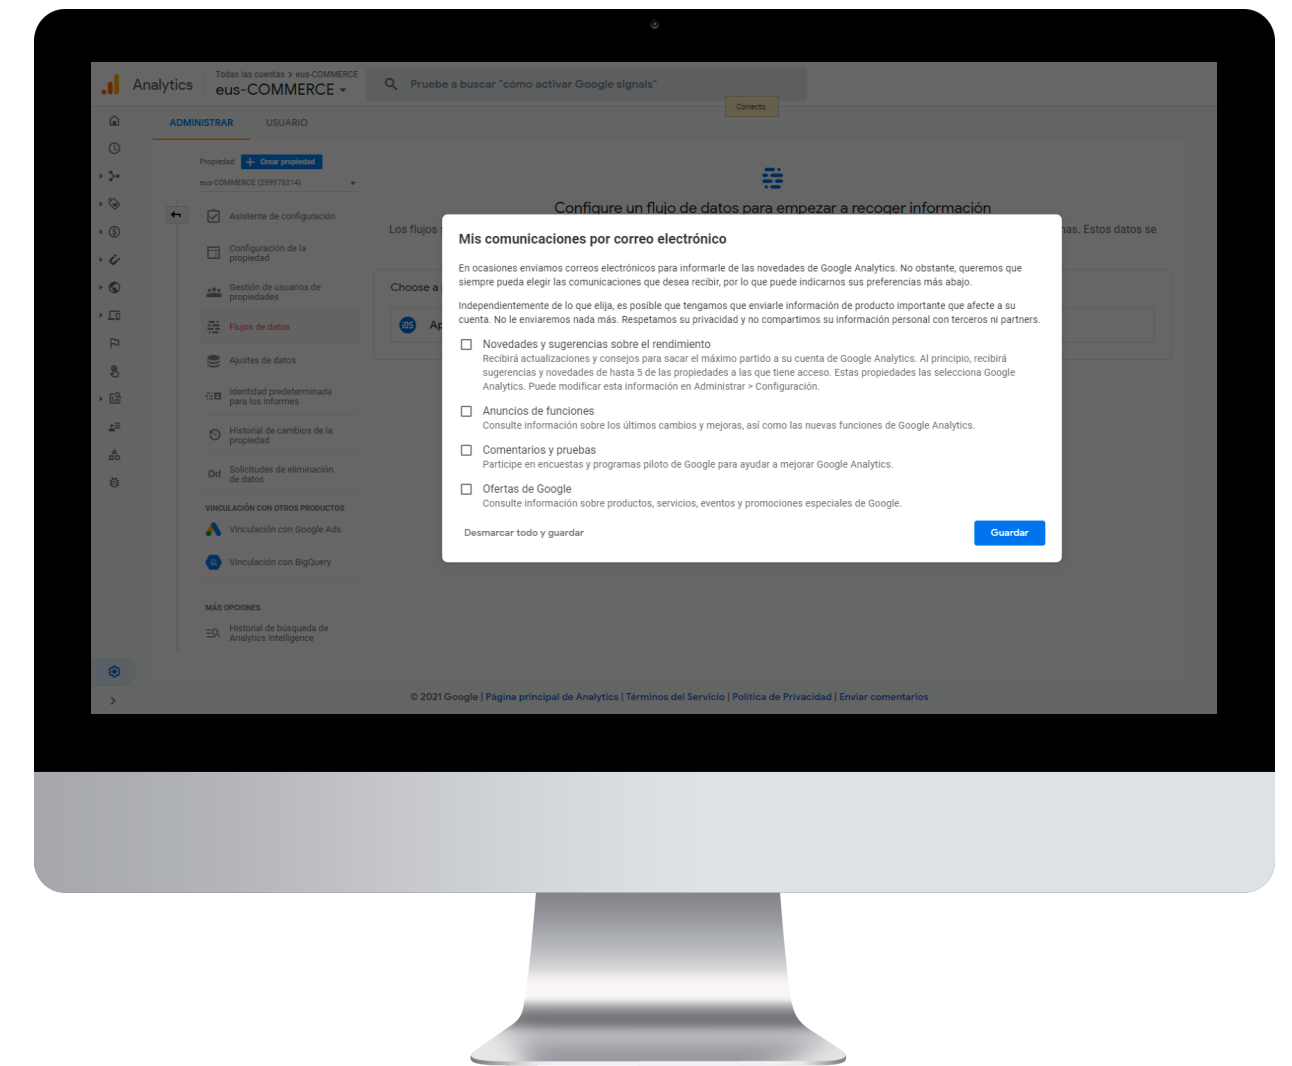 Todas las cuentas > eus-COMMERCE
Analytics
eus-COMMERCE
Pruebe a buscar "cómo activar Google signals"
Correcto.
ADMINISTRAR
USUARIO
Propiedad
+ Crear propiedad
eus-COMMERCE (259975314)
Asistente de configuración
Configuración de la
propiedad
Gestión de usuarios de
propiedades
Flujos de datos
Ajustes de datos
Identidad predeterminada
para los informes
Historial de cambios de la
propiedad
Dd
Solicitudes de eliminación
de datos
VINCULACIÓN CON OTROS PRODUCTOS
Vinculación con Google Ads
Vinculación con BigQuery
MÁS OPCIONES
Historial de búsqueda de
Analytics Intelligence
Configure un flujo de datos para empezar a recoger información
Los flujos
Estos datos se
Choose a
iOS
Mis comunicaciones por correo electrónico
En ocasiones enviamos correos electrónicos para informarle de las novedades de Google Analytics. No obstante, queremos que
siempre pueda elegir las comunicaciones que desea recibir, por lo que puede indicarnos sus preferencias más abajo.
Independientemente de lo que elija, es posible que tengamos que enviarle información de producto importante que afecte a su
cuenta. No le enviaremos nada más. Respetamos su privacidad y no compartimos su información personal con terceros ni partners.
Novedades y sugerencias sobre el rendimiento
Recibirá actualizaciones y consejos para sacar el máximo partido a su cuenta de Google Analytics. Al principio, recibirá
sugerencias y novedades de hasta 5 de las propiedades a las que tiene acceso. Estas propiedades las selecciona Google
Analytics. Puede modificar esta información en Administrar > Configuración.
Anuncios de funciones
Consulte información sobre los últimos cambios y mejoras, así como las nuevas funciones de Google Analytics.
Comentarios y pruebas
Participe en encuestas y programas piloto de Google para ayudar a mejorar Google Analytics.
Ofertas de Google
Consulte información sobre productos, servicios, eventos y promociones especiales de Google.
Desmarcar todo y guardar
Guardar
© 2021 Google | Página principal de Analytics | Términos del Servicio | Política de Privacidad | Enviar comentarios